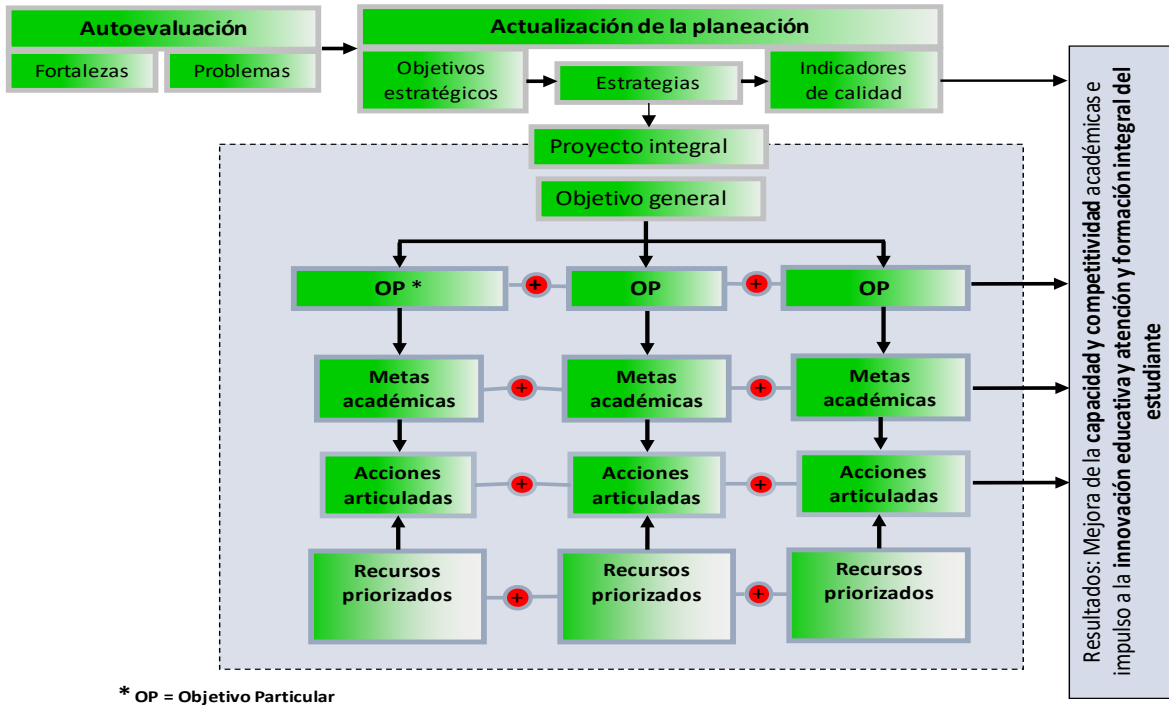 Autoevaluación
Fortalezas
Problemas
Actualización de la planeación
Objetivos
estratégicos
Estrategias
Indicadores
de calidad
Proyecto integral
Objetivo general
OP *
+
OP
+
OP
Metas
académicas
+
Metas
académicas
+
Metas
académicas
Acciones
articuladas
+
Acciones
articuladas
+
Acciones
articuladas
Recursos
priorizados
+
Recursos
priorizados
+
Recursos
priorizados
Resultados: Mejora de la capacidad y competitividad académicas e
impulso a la innovación educativa y atención y formación integral del
estudiante
* OP = Objetivo Particular